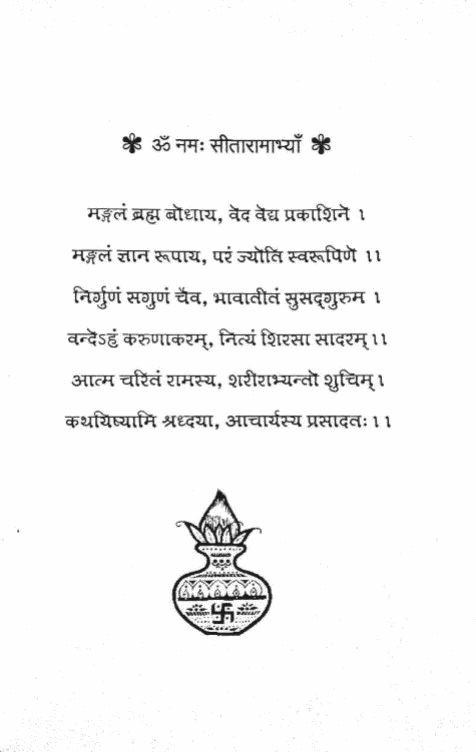 ॐ नमः सीतारामाभ्याँ
मङ्गलं ब्रह्म बॊधाय, वॆद वॆद्य प्रकाशिनॆ ।
मङ्गलं ज्ञान रूपाय, परं ज्यॊति स्वरूपिणॆ ।।
निर्गुणं सगुणं चैव, भावातीतं सुसद्‌गुरुम ।
वन्दॆऽहं करुणाकरम्, नित्यं शिरसा सादरम्।।
आत्म चरितं रामस्य, शरीराभ्यन्तॊ शुचिम्।
कथयिष्यामि श्रध्दया, आचार्यस्य प्रसादतः ।।